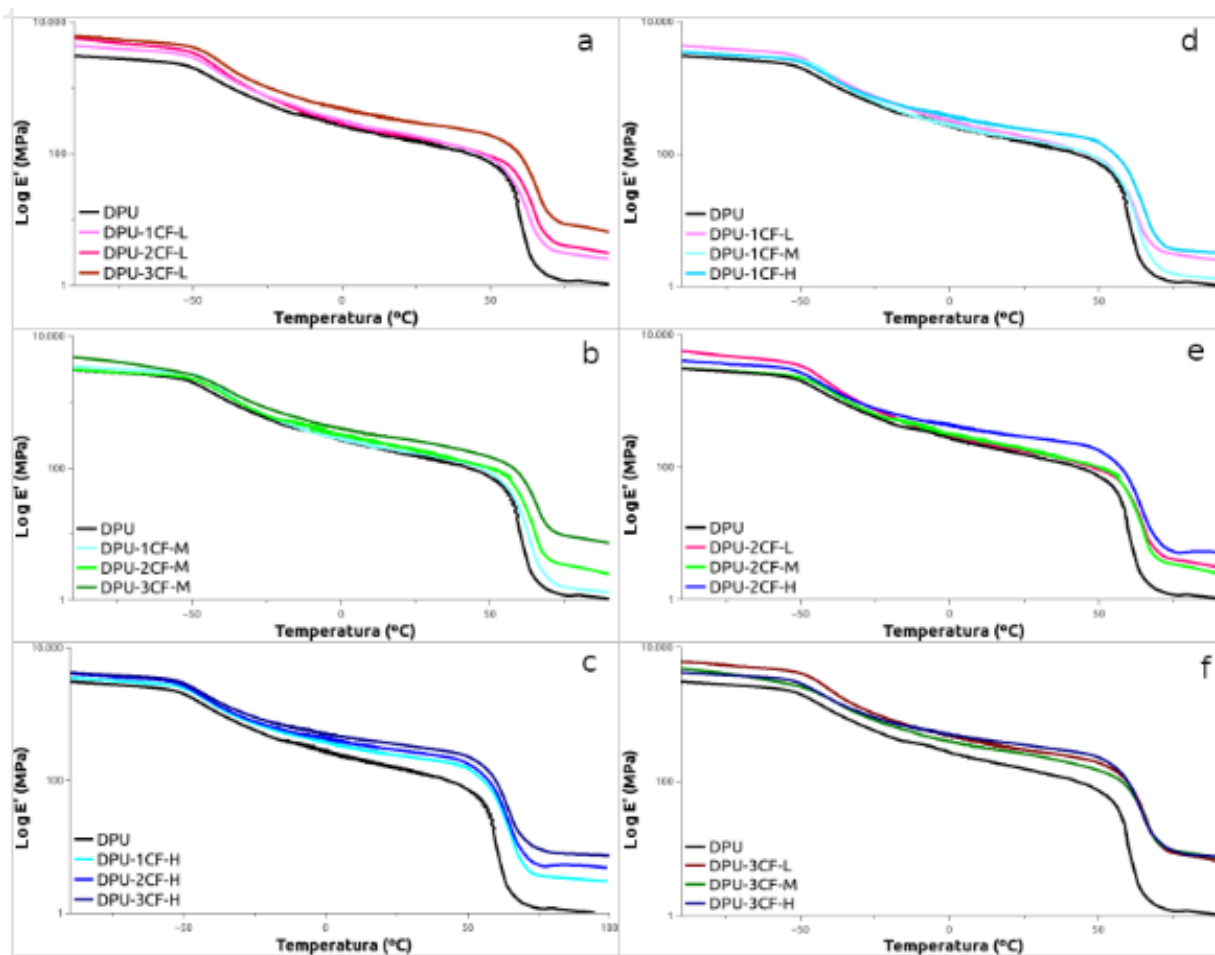 a
10.000
100
1
Log E' (MPa)
DPU
DPU-1CF-L
DPU-2CF-L
DPU-3CF-L
−50
0
50
Temperatura (ºC)
d
10.000
100
1
Log E' (MPa)
DPU
DPU-1CF-L
DPU-1CF-M
DPU-1CF-H
−50
0
50
Temperatura (ºC)
b
10.000
100
1
Log E' (MPa)
DPU
DPU-1CF-M
DPU-2CF-M
DPU-3CF-M
−50
0
50
Temperatura (ºC)
e
10.000
100
1
LogE' (MPa)
DPU
DPU-2CF-L
DPU-2CF-M
DPU-2CF-H
−50
0
50
Temperatura (ºC)
c
10.000
100
1
Log E' (MPa)
DPU
DPU-1CF-H
DPU-2CF-H
DPU-3CF-H
−50
0
50
100
Temperatura (ºC)
f
10.000
100
1
Log E' (MPa)
DPU
DPU-3CF-L
DPU-3CF-M
DPU-3CF-H
−50
0
50
Temperatura (ºC)